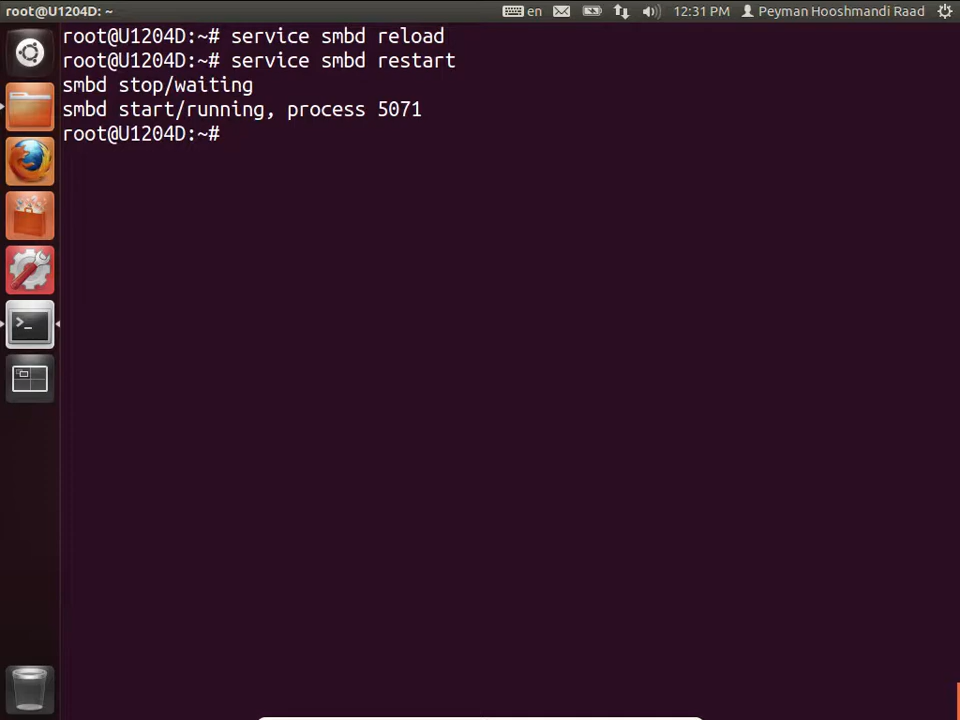 root@U1204D: ~
en
12:31 PM
Peyman Hooshmandi Raad
root@U1204D:~# service smbd reload
root@U1204D:~# service smbd restart
smbd stop/waiting
smbd start/running, process 5071
root@U1204D:~#